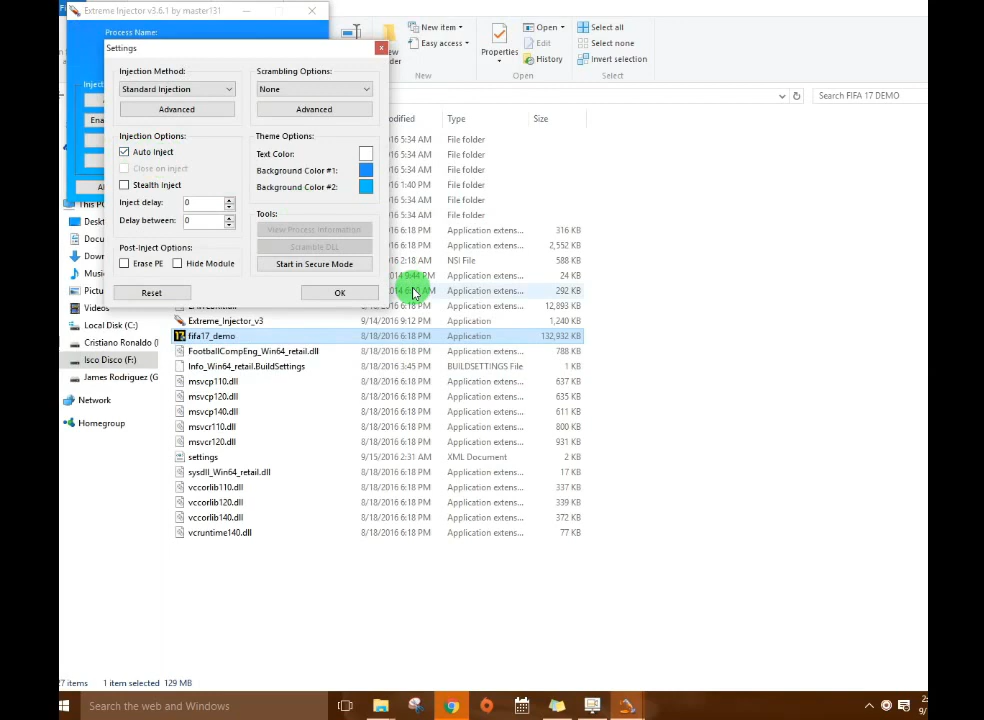 Extreme Injector v3.6.1 by master131
Process Name:
Settings
Injection Method:
Standard Injection
Advanced
Scrambling Options:
None
Advanced
Injection Options:
Auto Inject
Close on inject
Stealth Inject
Inject delay: 0
Delay between: 0
Theme Options:
Text Color:
Background Color #1:
Background Color #2:
Tools:
View Process Information
Scramble DLL
Start in Secure Mode
Post-Inject Options:
Erase PE Hide Module
Reset OK
New item
Easy access
New
Properties
Open
Edit
History
Open
Select all
Select none
Invert selection
Select
Search FIFA 17 DEMO
Type Size
File folder
File folder
File folder
File folder
File folder
File folder
6:18 PM Application extens... 316 KB
6:18 PM Application extens... 2,552 KB
2:18 AM NSI File 588 KB
9:44 PM Application extens... 24 KB
Application extens... 292 KB
6:18 PM Application extens... 12,893 KB
Extreme_Injector_v3 9/14/2016 9:12 PM Application 1,240 KB
fifa17_demo 8/18/2016 6:18 PM Application 132,932 KB
FootballCompEng_Win64_retail.dll 8/18/2016 6:18 PM Application extens... 788 KB
Info_Win64_retail.BuildSettings 8/18/2016 3:45 PM BUILDSETTINGS File 1 KB
msvcp110.dll 8/18/2016 6:18 PM Application extens... 637 KB
msvcp120.dll 8/18/2016 6:18 PM Application extens... 635 KB
msvcp140.dll 8/18/2016 6:18 PM Application extens... 611 KB
msvcr110.dll 8/18/2016 6:18 PM Application extens... 800 KB
msvcr120.dll 8/18/2016 6:18 PM Application extens... 931 KB
settings 9/15/2016 2:31 AM XML Document 2 KB
sysdll_Win64_retail.dll 8/18/2016 6:18 PM Application extens... 17 KB
vccorlib110.dll 8/18/2016 6:18 PM Application extens... 337 KB
vccorlib120.dll 8/18/2016 6:18 PM Application extens... 339 KB
vccorlib140.dll 8/18/2016 6:18 PM Application extens... 372 KB
vcruntime140.dll 8/18/2016 6:18 PM Application extens... 77 KB
This PC
Videos
Local Disk (C:)
Cristiano Ronaldo (
Isco Disco (F:)
James Rodriguez (G
Network
Homegroup
27 items 1 item selected 129 MB
Search the web and Windows